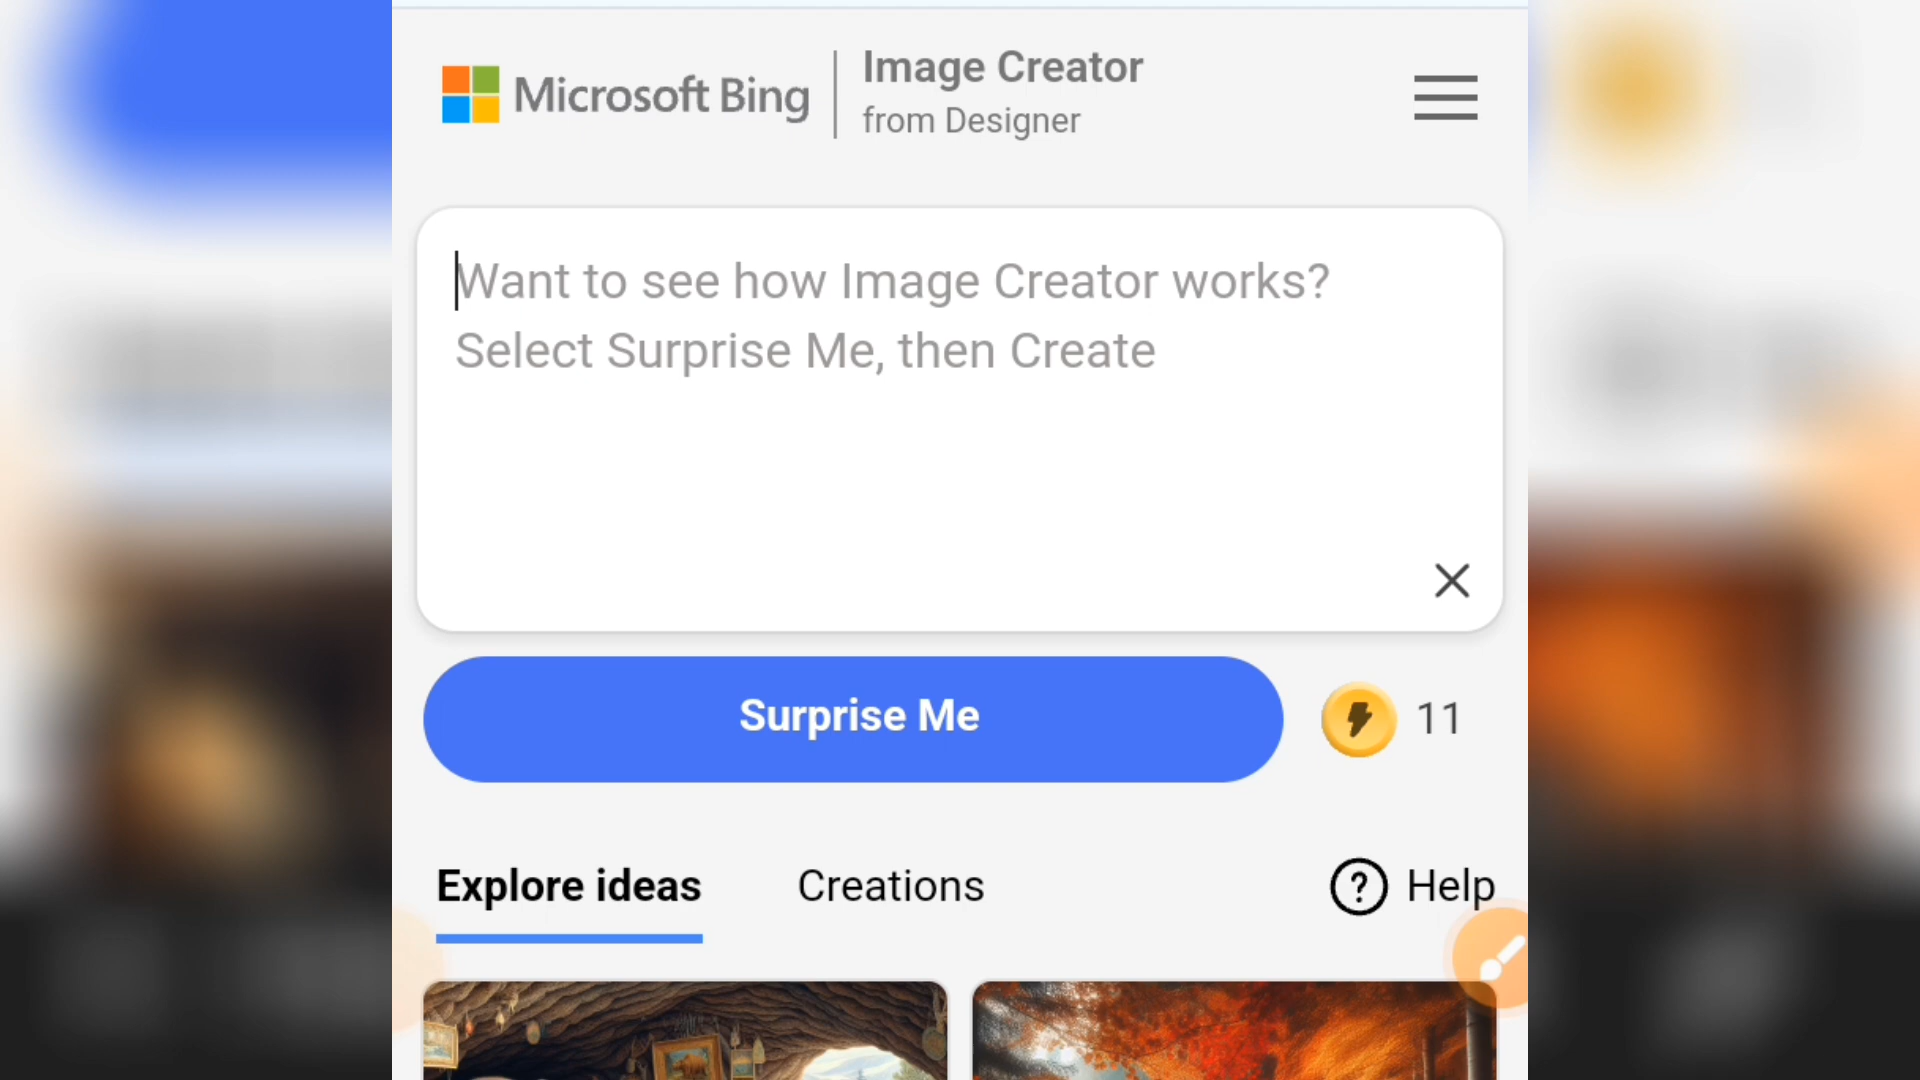 Microsoft Bing
Image Creator
from Designer
Want to see how Image Creator works?
Select Surprise Me, then Create
Surprise Me
11
Explore ideas
Creations
? Help